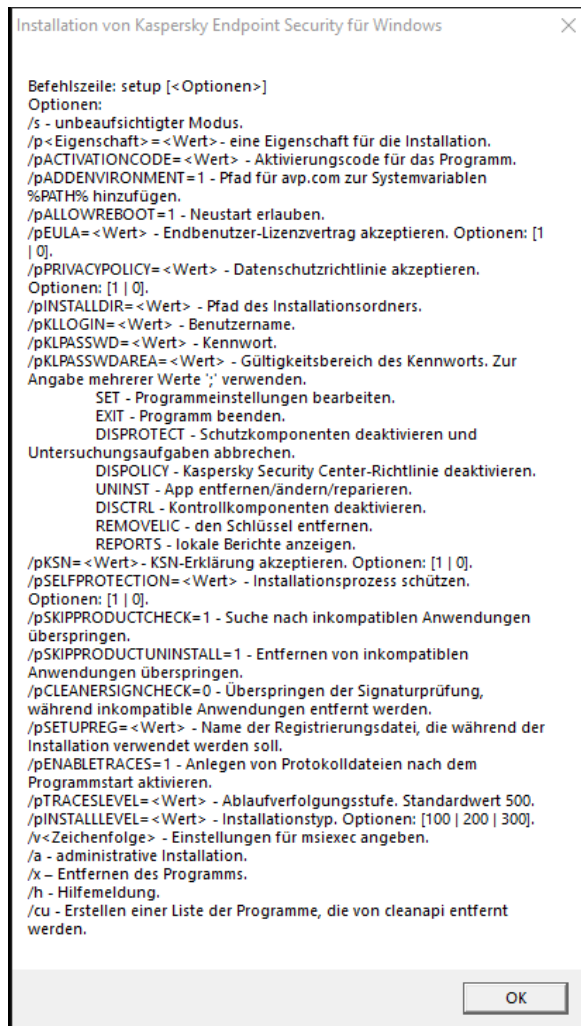 Installation von Kaspersky Endpoint Security für Windows
Befehlszeile: setup [<Optionen>]
Optionen:
/s - unbeaufsichtigter Modus.
/p<Eigenschaft>=<Wert>- eine Eigenschaft für die Installation.
/pACTIVATIONCODE=<Wert> - Aktivierungscode für das Programm.
/pADDENVIRONMENT=1 - Pfad für avp.com zur Systemvariablen
%PATH% hinzufügen.
/pALLOWREBOOT=1 - Neustart erlauben.
/pEULA=<Wert> - Endbenutzer-Lizenzvertrag akzeptieren. Optionen: [1
| 0].
/pPRIVACYPOLICY=<Wert> - Datenschutzrichtlinie akzeptieren.
Optionen: [1 | 0].
/pINSTALLDIR=<Wert> - Pfad des Installationsordners.
/pKLLOGIN=<Wert> - Benutzername.
/pKLPASSWD=<Wert> - Kennwort.
/pKLPASSWDAREA=<Wert> - Gültigkeitsbereich des Kennworts. Zur
Angabe mehrerer Werte ';' verwenden.
SET - Programmeinstellungen bearbeiten.
EXIT - Programm beenden.
DISPROTECT - Schutzkomponenten deaktivieren und
Untersuchungsaufgaben abbrechen.
DISPOLICY - Kaspersky Security Center-Richtlinie deaktivieren.
UNINST - App entfernen/ändern/reparieren.
DISCTRL - Kontrollkomponenten deaktivieren.
REMOVELIC - den Schlüssel entfernen.
REPORTS - lokale Berichte anzeigen.
/pKSN=<Wert>- KSN-Erklärung akzeptieren. Optionen: [1 | 0].
/pSELFPROTECTION=<Wert> - Installationsprozess schützen.
Optionen: [1 | 0].
/pSKIPPRODUCTCHECK=1 - Suche nach inkompatiblen Anwendungen
überspringen.
/pSKIPPRODUCTUNINSTALL=1 - Entfernen von inkompatiblen
Anwendungen überspringen.
/pCLEANERSIGNCHECK=0 - Überspringen der Signaturprüfung,
während inkompatible Anwendungen entfernt werden.
/pSETUPREG=<Wert> - Name der Registrierungsdatei, die während der
Installation verwendet werden soll.
/pENABLETRACES=1 - Anlegen von Protokolldateien nach dem
Programmstart aktivieren.
/pTRACESLEVEL=<Wert> - Ablaufverfolgungsstufe. Standardwert 500.
/pINSTALLLEVEL=<Wert> - Installationstyp. Optionen: [100 | 200 | 300].
/v<Zeichenfolge> - Einstellungen für msiexec angeben.
/a - administrative Installation.
/x – Entfernen des Programms.
/h - Hilfemeldung.
/cu - Erstellen einer Liste der Programme, die von cleanapi entfernt
werden.
OK